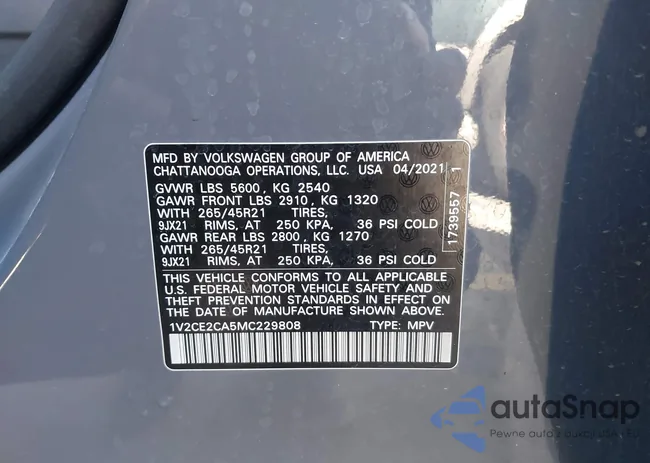 MFD BY VOLKSWAGEN GROUP OF AMERICA
CHATTANOOGA OPERATIONS, LLC. USA 04/2021
GVWR LBS 5600, KG 2540
GAWR FRONT LBS 2910, KG 1320
WITH 265/45R21 TIRES,
9JX21 RIMS, AT 250 KPA, 36 PSI COLD
GAWR REAR LBS 2800, KG 1270
WITH 265/45R21 TIRES,
9JX21 RIMS, AT 250 KPA, 36 PSI COLD
THIS VEHICLE CONFORMS TO ALL APPLICABLE
U.S. FEDERAL MOTOR VEHICLE SAFETY AND
THEFT PREVENTION STANDARDS IN EFFECT ON
THE DATE OF MANUFACTURE SHOWN ABOVE.
1V2CE2CA5MC229808 TYPE: MPV
1739557 1
autaSnap
Pewne auto z